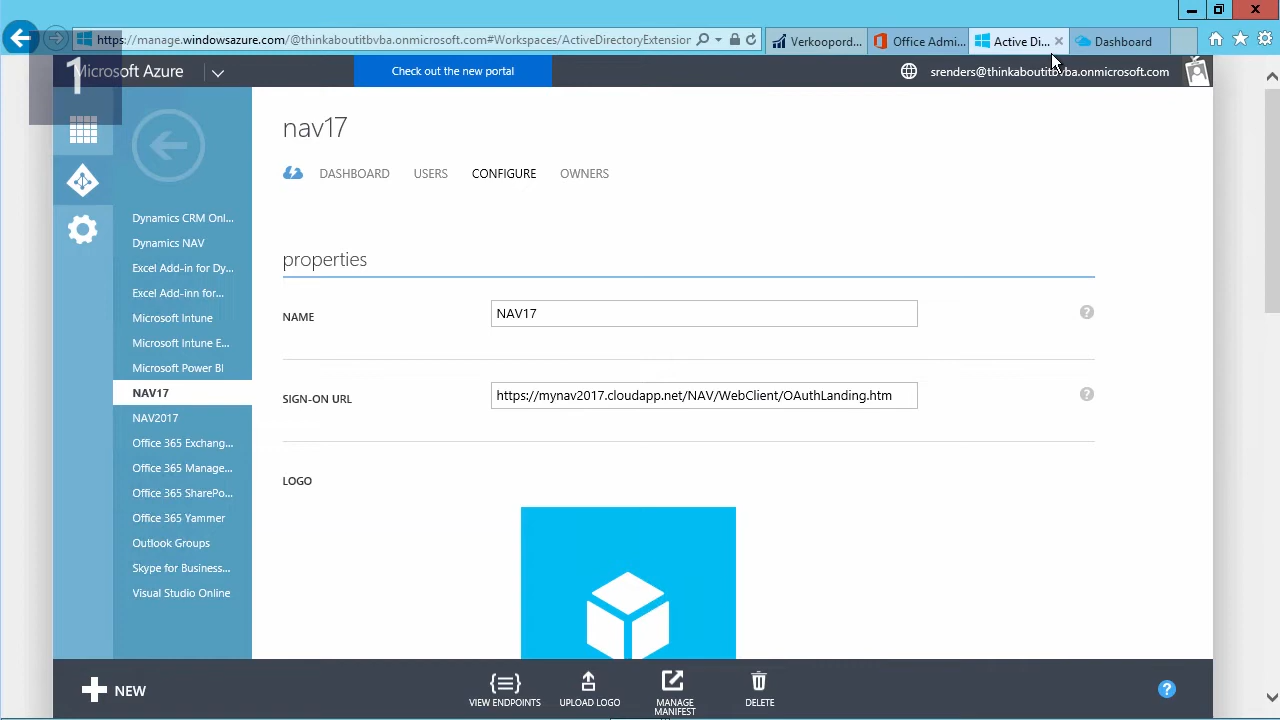 https://manage.windowsazure.com/@thinkaboutitbvba.onmicrosoft.com#Workspaces/ActiveDirectoryExtension
Verkoopord...
Office Admi...
Active Di...
Dashboard
1
Microsoft Azure
Check out the new portal
srenders@thinkaboutitbvba.onmicrosoft.com
nav17
DASHBOARD USERS CONFIGURE OWNERS
Dynamics CRM Onl...
Dynamics NAV
Excel Add-in for Dy...
Excel Add-inn for...
Microsoft Intune
Microsoft Intune E...
Microsoft Power BI
NAV17
NAV2017
Office 365 Exchang...
Office 365 Manage...
Office 365 SharePo...
Office 365 Yammer
Outlook Groups
Skype for Business...
Visual Studio Online
properties
NAME
NAV17
?
SIGN-ON URL
https://mynav2017.cloudapp.net/NAV/WebClient/OAuthLanding.htm
?
LOGO
NEW
VIEW ENDPOINTS
UPLOAD LOGO
MANAGE
MANIFEST
DELETE
?